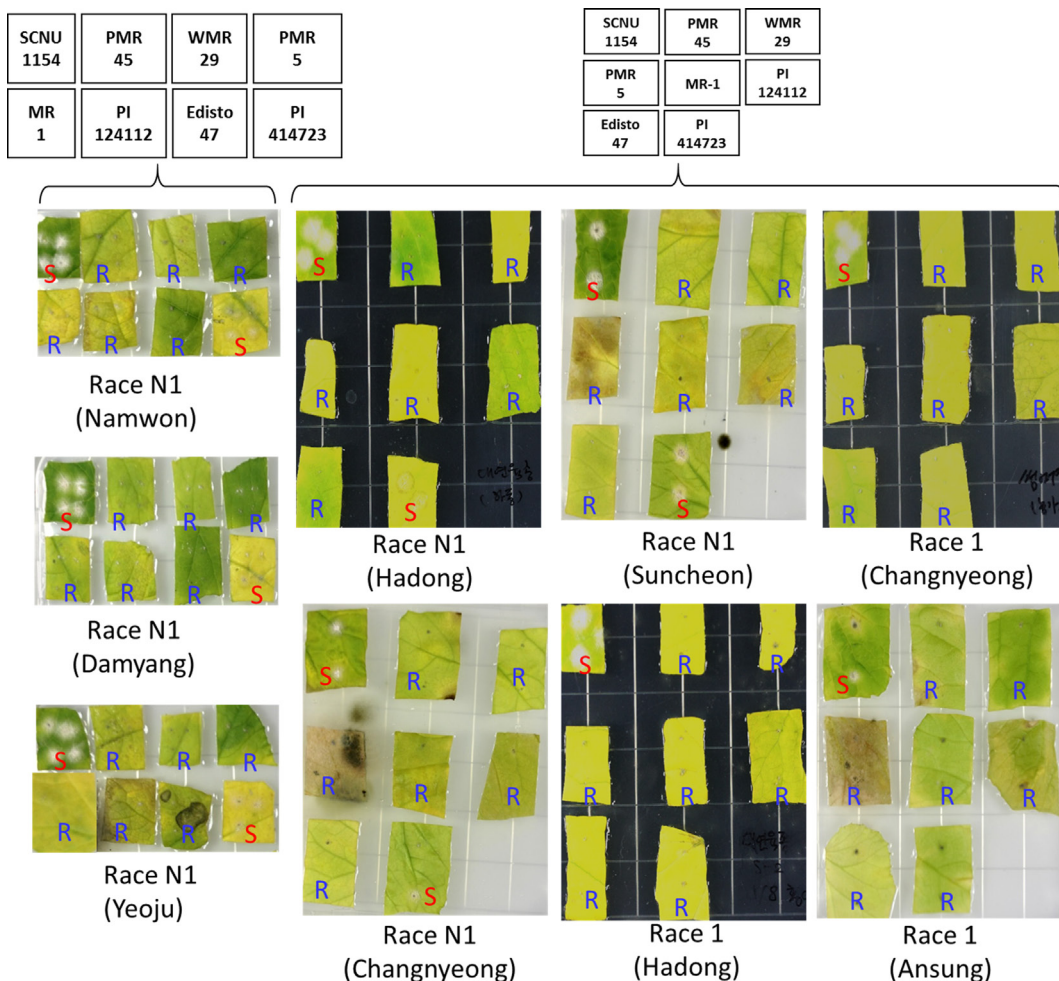 SCNU 1154
PMR 45
WMR 29
PMR 5
MR 1
PI 124112
Edisto 47
PI 414723
SCNU 1154
PMR 45
WMR 29
PMR 5
MR-1
PI 124112
Edisto 47
PI 414723
S R R R
R R R S
Race N1
(Namwon)
S R R R
R R R S
Race N1
(Damyang)
S R R R
R R R S
Race N1
(Yeoju)
S R R
R R R
R S
Race N1
(Hadong)
S R R
R R R
R S
Race N1
(Suncheon)
S R R
R R R
R R
Race 1
(Changnyeong)
S R R
R R R
R S
Race N1
(Changnyeong)
S R R
R R R
R R
Race 1
(Hadong)
S R R
R R R
R R
Race 1
(Ansung)